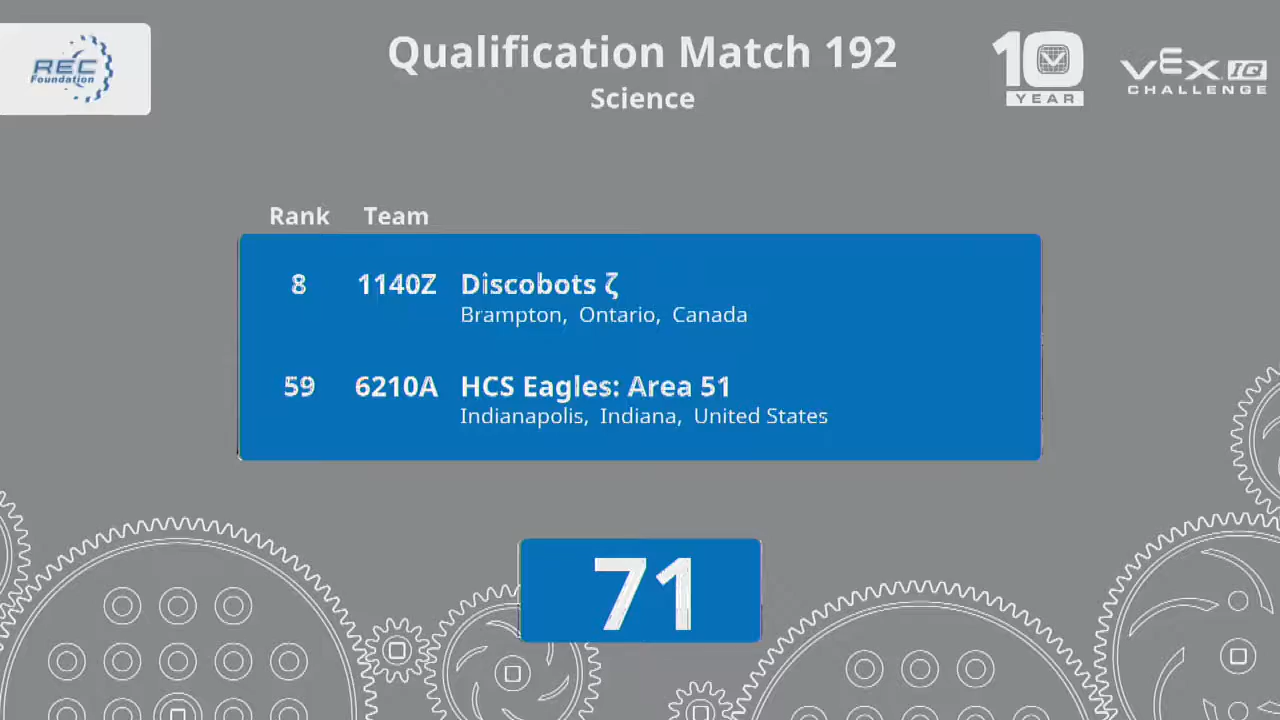 REC
Foundation
Qualification Match 192
Science
10
YEAR
VEX IQ
CHALLENGE
Rank Team
8 1140Z Discobots ζ
Brampton, Ontario, Canada
59 6210A HCS Eagles: Area 51
Indianapolis, Indiana, United States
71